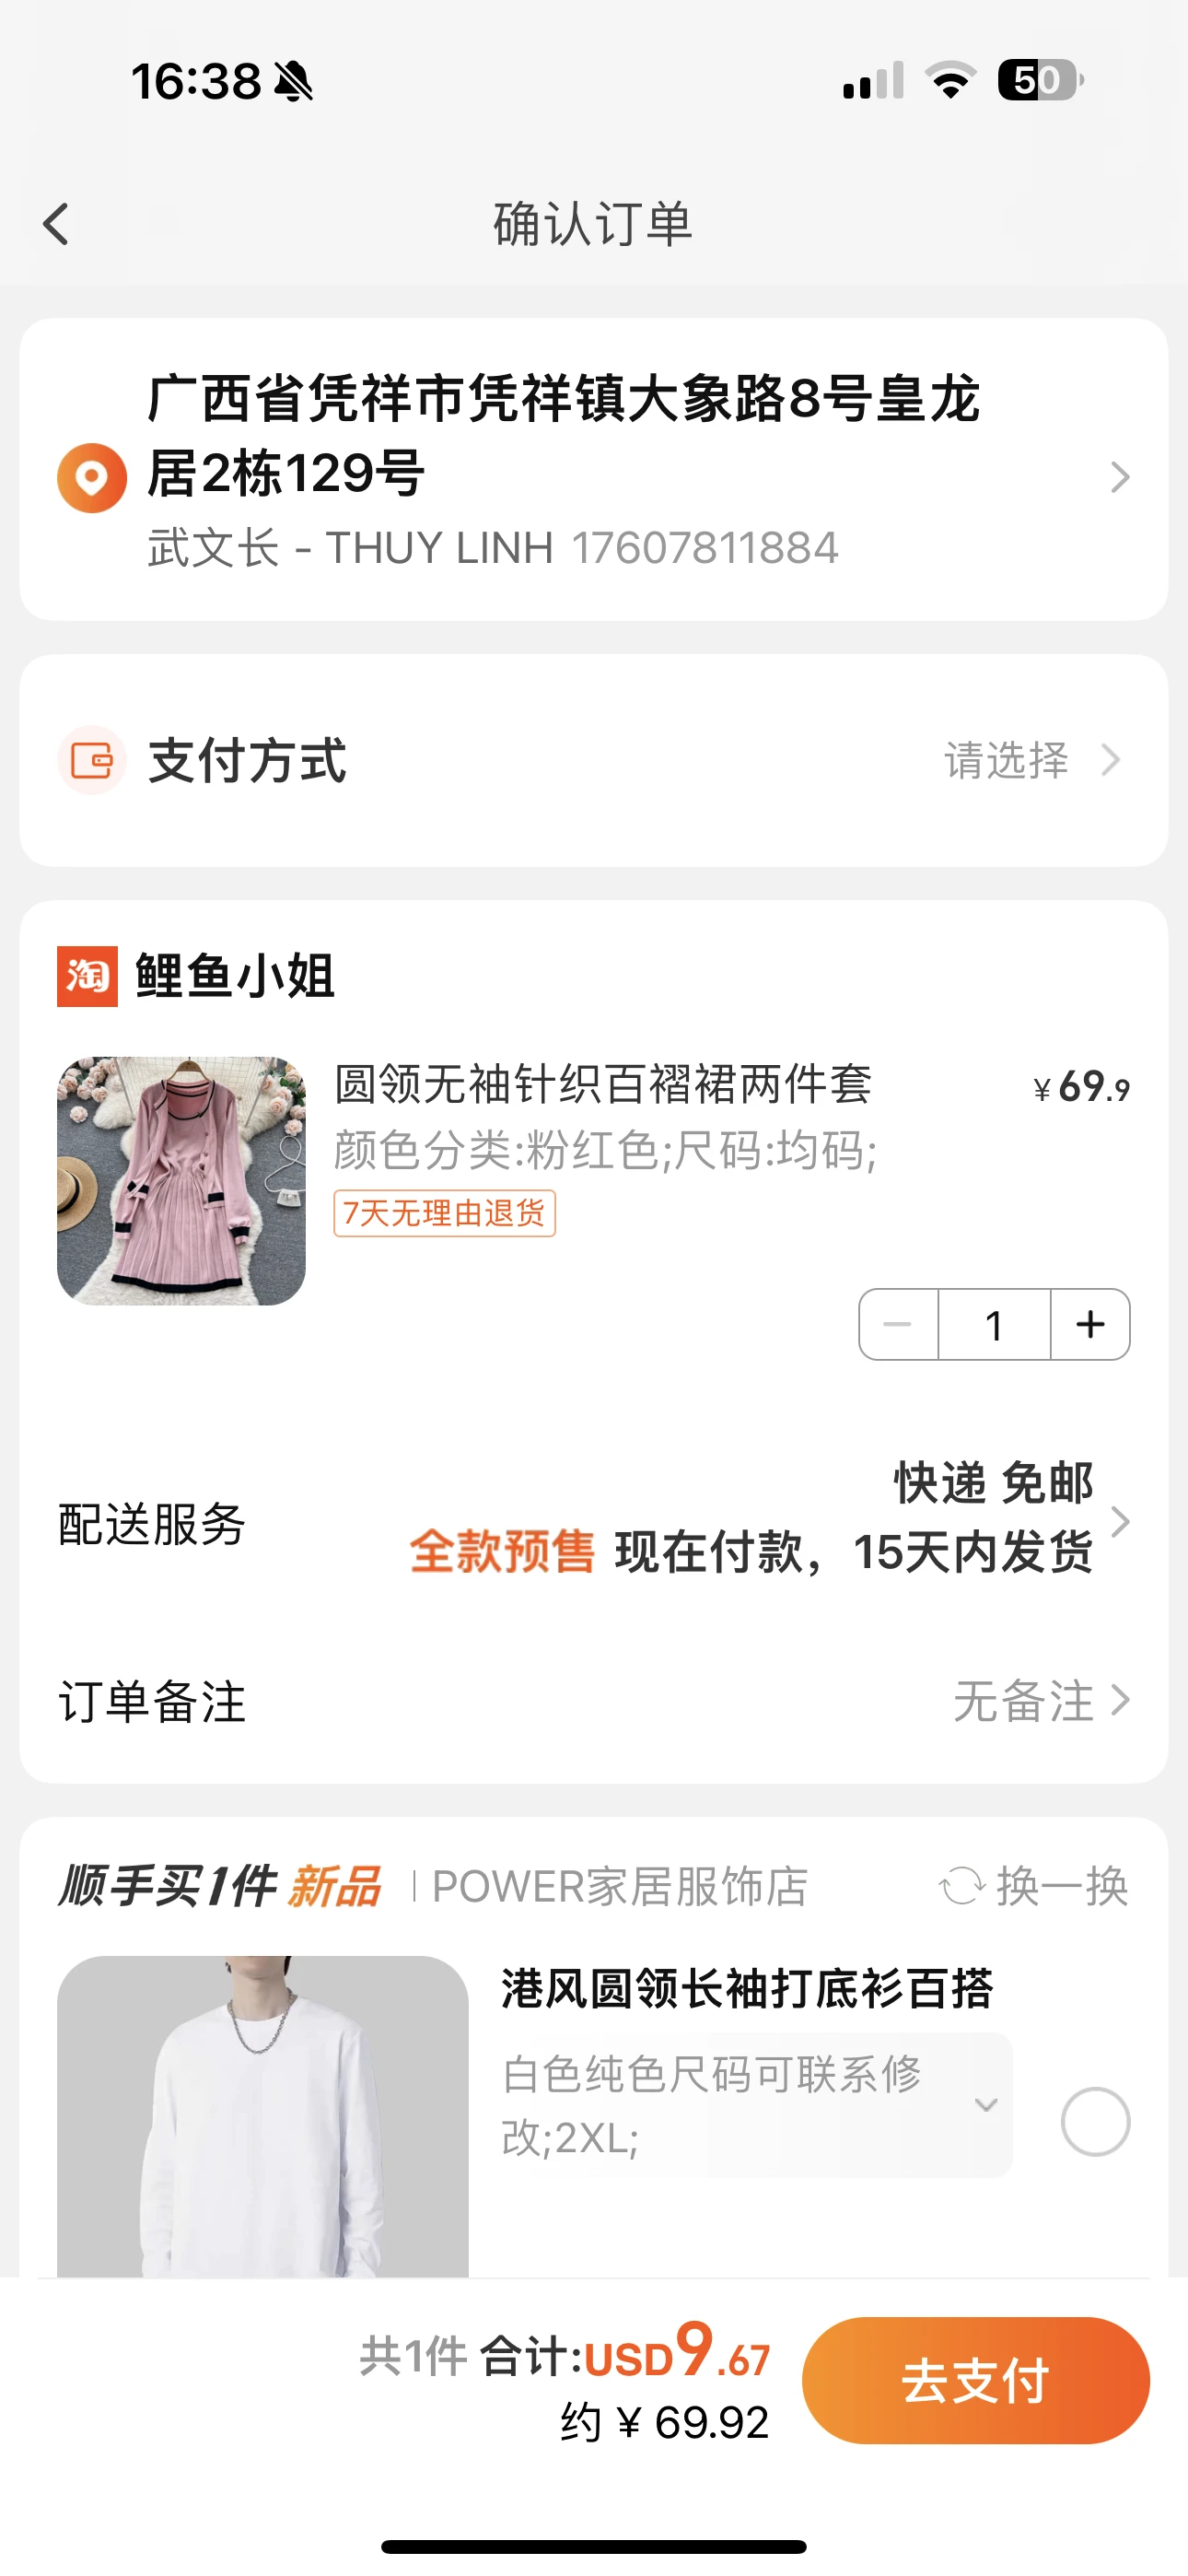 16:38
50
确认订单
广西省凭祥市凭祥镇大象路8号皇龙
居2栋129号
武文长 - THUY LINH 17607811884
支付方式 请选择
淘 鲤鱼小姐
圆领无袖针织百褶裙两件套 ¥69.9
颜色分类:粉红色;尺码:均码;
7天无理由退货
1
快递 免邮
配送服务
全款预售 现在付款，15天内发货
订单备注 无备注
顺手买1件 新品 | POWER家居服饰店 换一换
港风圆领长袖打底衫百搭
白色纯色尺码可联系修
改;2XL;
共1件 合计:USD9.67
约 ¥ 69.92
去支付